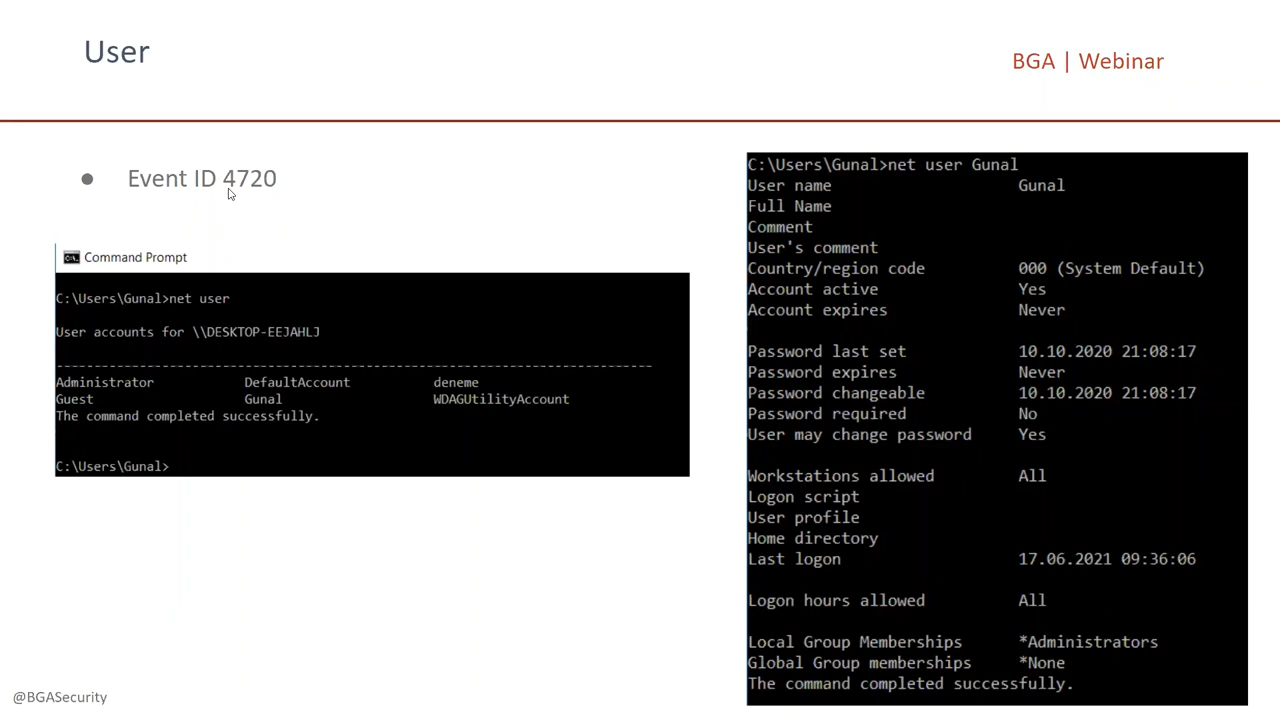 User
BGA | Webinar
● Event ID 4720
Command Prompt
C:\Users\Gunal>net user
User accounts for \\DESKTOP-EEJAHLJ
-------------------------------------------------------------------------------
Administrator DefaultAccount deneme
Guest Gunal WDAGUtilityAccount
The command completed successfully.
C:\Users\Gunal>
C:\Users\Gunal>net user Gunal
User name Gunal
Full Name
Comment
User's comment
Country/region code 000 (System Default)
Account active Yes
Account expires Never
Password last set 10.10.2020 21:08:17
Password expires Never
Password changeable 10.10.2020 21:08:17
Password required No
User may change password Yes
Workstations allowed All
Logon script
User profile
Home directory
Last logon 17.06.2021 09:36:06
Logon hours allowed All
Local Group Memberships *Administrators
Global Group memberships *None
The command completed successfully.
@BGASecurity